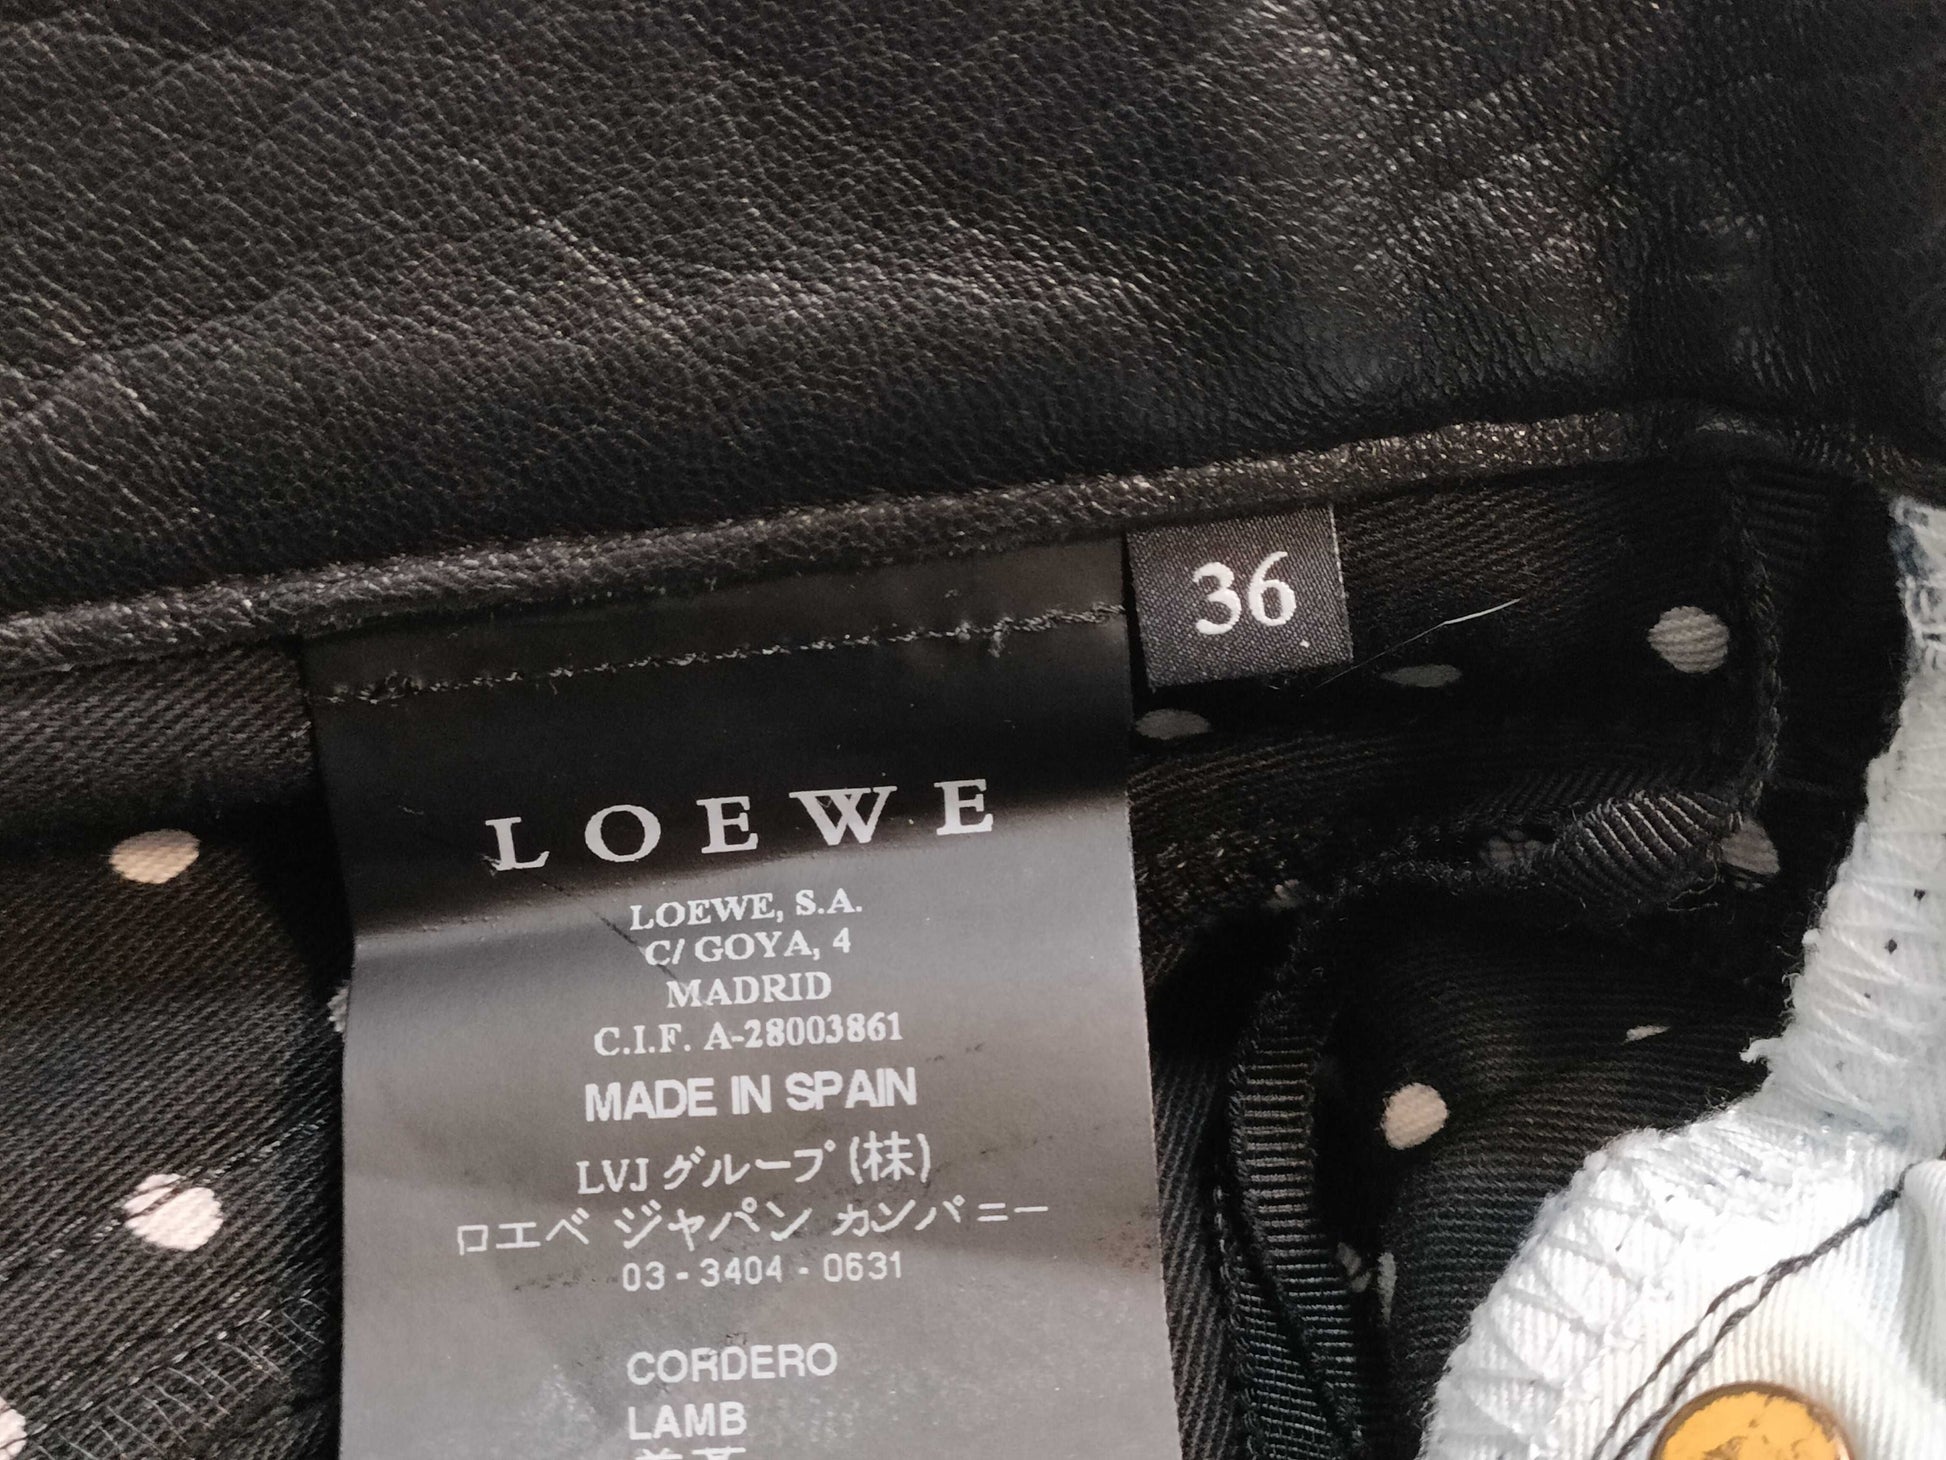 36
LOEWE
LOEWE, S.A.
C/ GOYA, 4
MADRID
C.I.F. A-28003861
MADE IN SPAIN
LVJ グループ (株)
ロエベ ジャパン カンパニー
03 - 3404 - 0631
CORDERO
LAMB